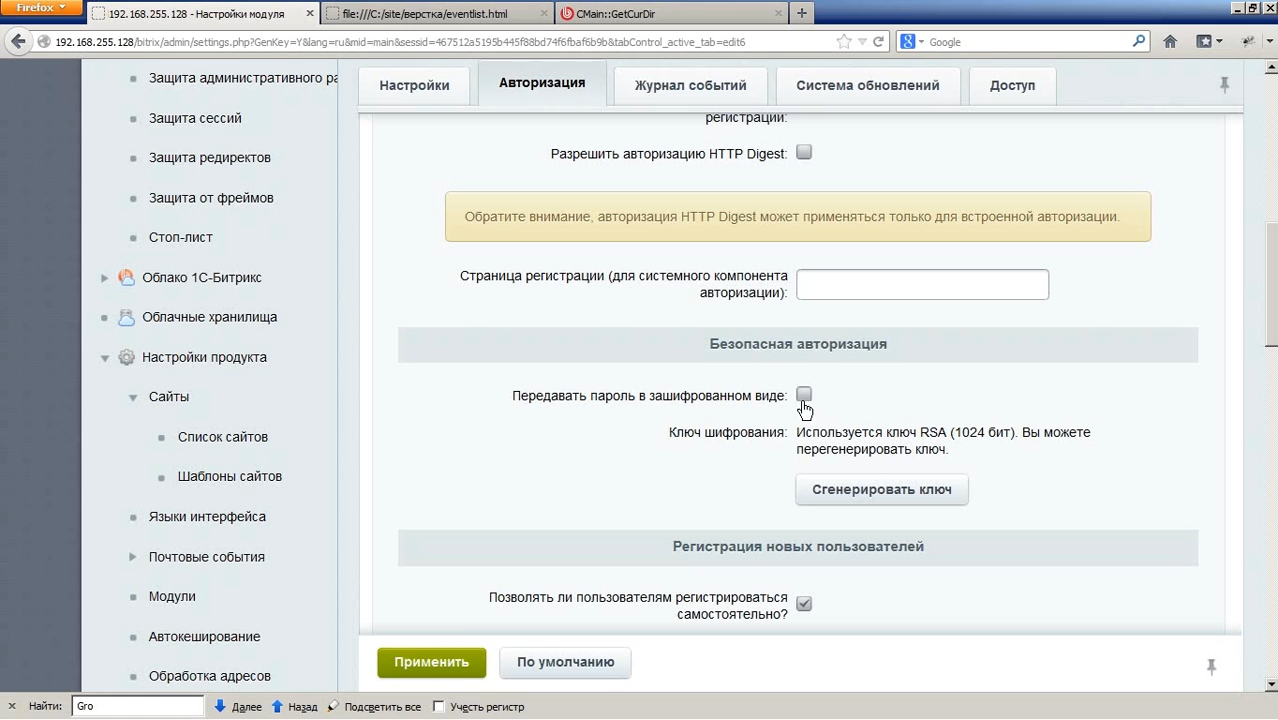 Firefox
192.168.255.128 - Настройки модуля
file:///C:/site/верстка/eventlist.html
CMain::GetCurDir
192.168.255.128/bitrix/admin/settings.php?GenKey=Y&lang=ru&mid=main&sessid=467512a5195b445f88bd74f6fbaf6b9b&tabControl_active_tab=edit6
Google
Защита административного ра
Защита сессий
Защита редиректов
Защита от фреймов
Стоп-лист
Облако 1С-Битрикс
Облачные хранилища
Настройки продукта
Сайты
Список сайтов
Шаблоны сайтов
Языки интерфейса
Почтовые события
Модули
Автокеширование
Обработка адресов
Настройки
Авторизация
Журнал событий
Система обновлений
Доступ
регистрации:
Разрешить авторизацию HTTP Digest:
Обратите внимание, авторизация HTTP Digest может применяться только для встроенной авторизации.
Страница регистрации (для системного компонента
авторизации):
Безопасная авторизация
Передавать пароль в зашифрованном виде:
Ключ шифрования:
Используется ключ RSA (1024 бит). Вы можете
перегенерировать ключ.
Сгенерировать ключ
Регистрация новых пользователей
Позволять ли пользователям регистрироваться
самостоятельно?
Применить
По умолчанию
Найти:
Gro
Далее
Назад
Подсветить все
Учесть регистр